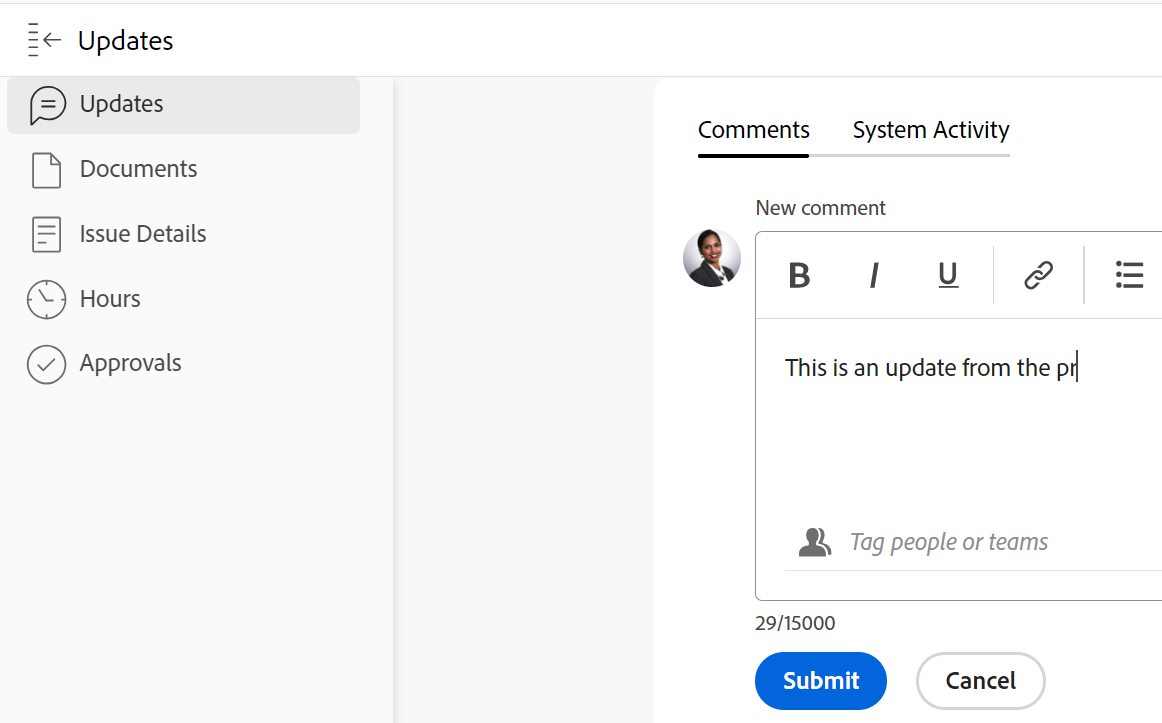 Updates
Updates
Documents
Issue Details
Hours
Approvals
Comments
System Activity
New comment
B I U
This is an update from the pr
Tag people or teams
29/15000
Submit
Cancel